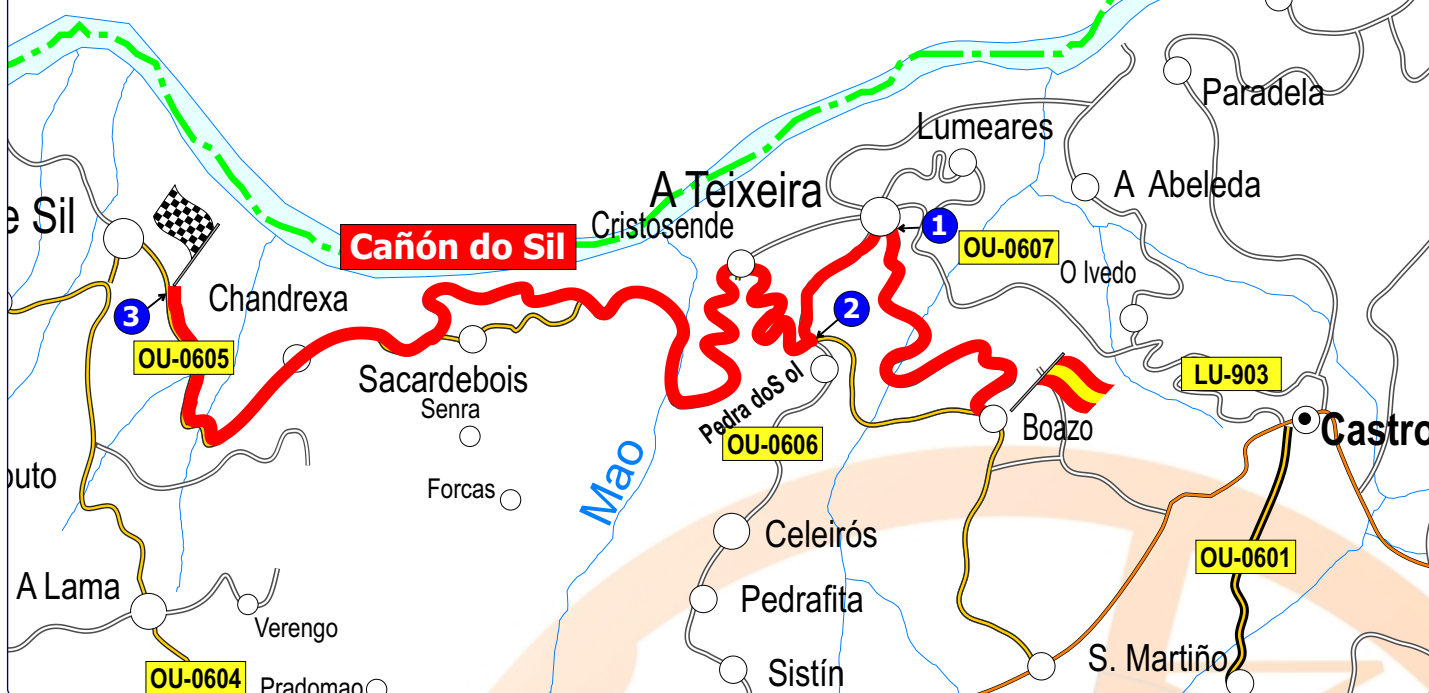 Paradela
Lumeares
A Teixeira
A Abeleda
e Sil
Cristosende
1
OU-0607
Cañón do Sil
O Ivedo
Chandrexa
3
2
OU-0605
Sacardebois
Senra
Pedra doS ol
LU-903
OU-0606
Boazo
Castro
outo
Forcas
Mao
Celeirós
OU-0601
A Lama
Pedrafita
Verengo
S. Martiño
OU-0604
Pradomao
Sistín